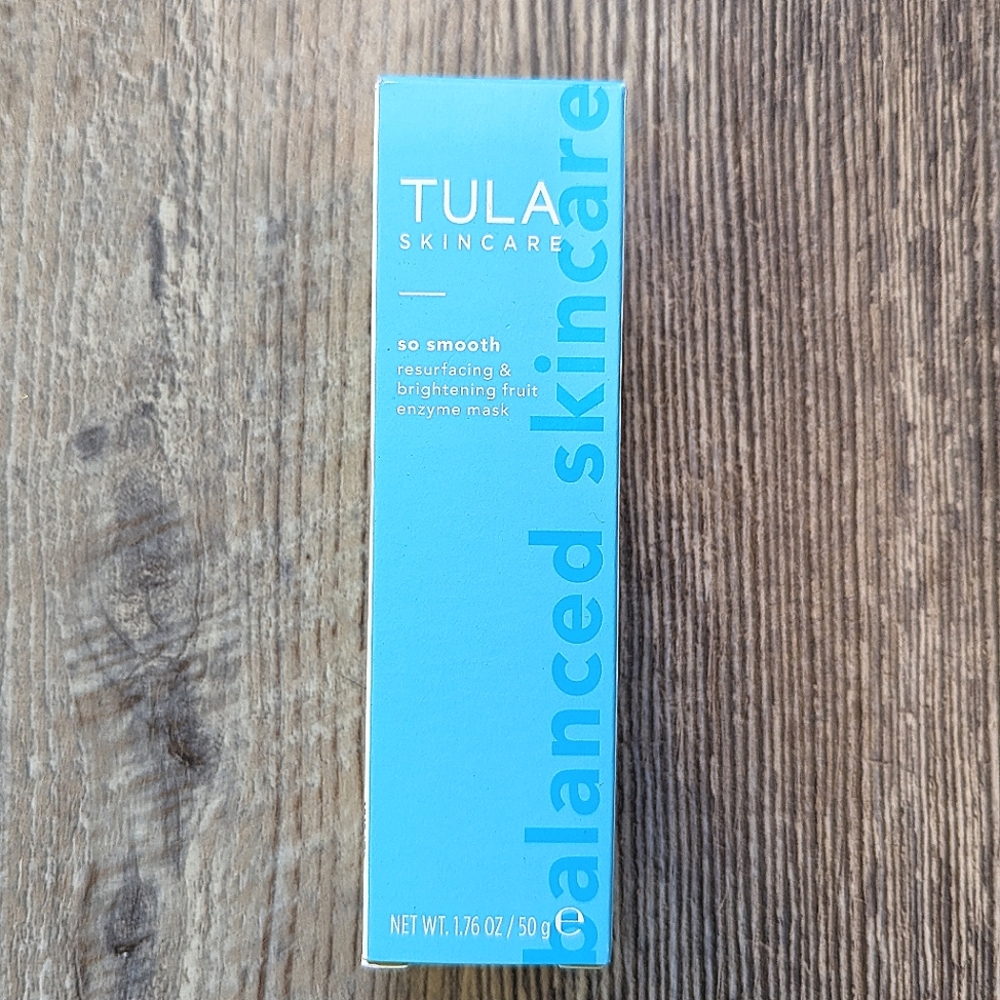 TULA
SKINCARE
so smooth
resurfacing &
brightening fruit
enzyme mask
balanced skincare
NET WT. 1.76 OZ / 50 g ℮